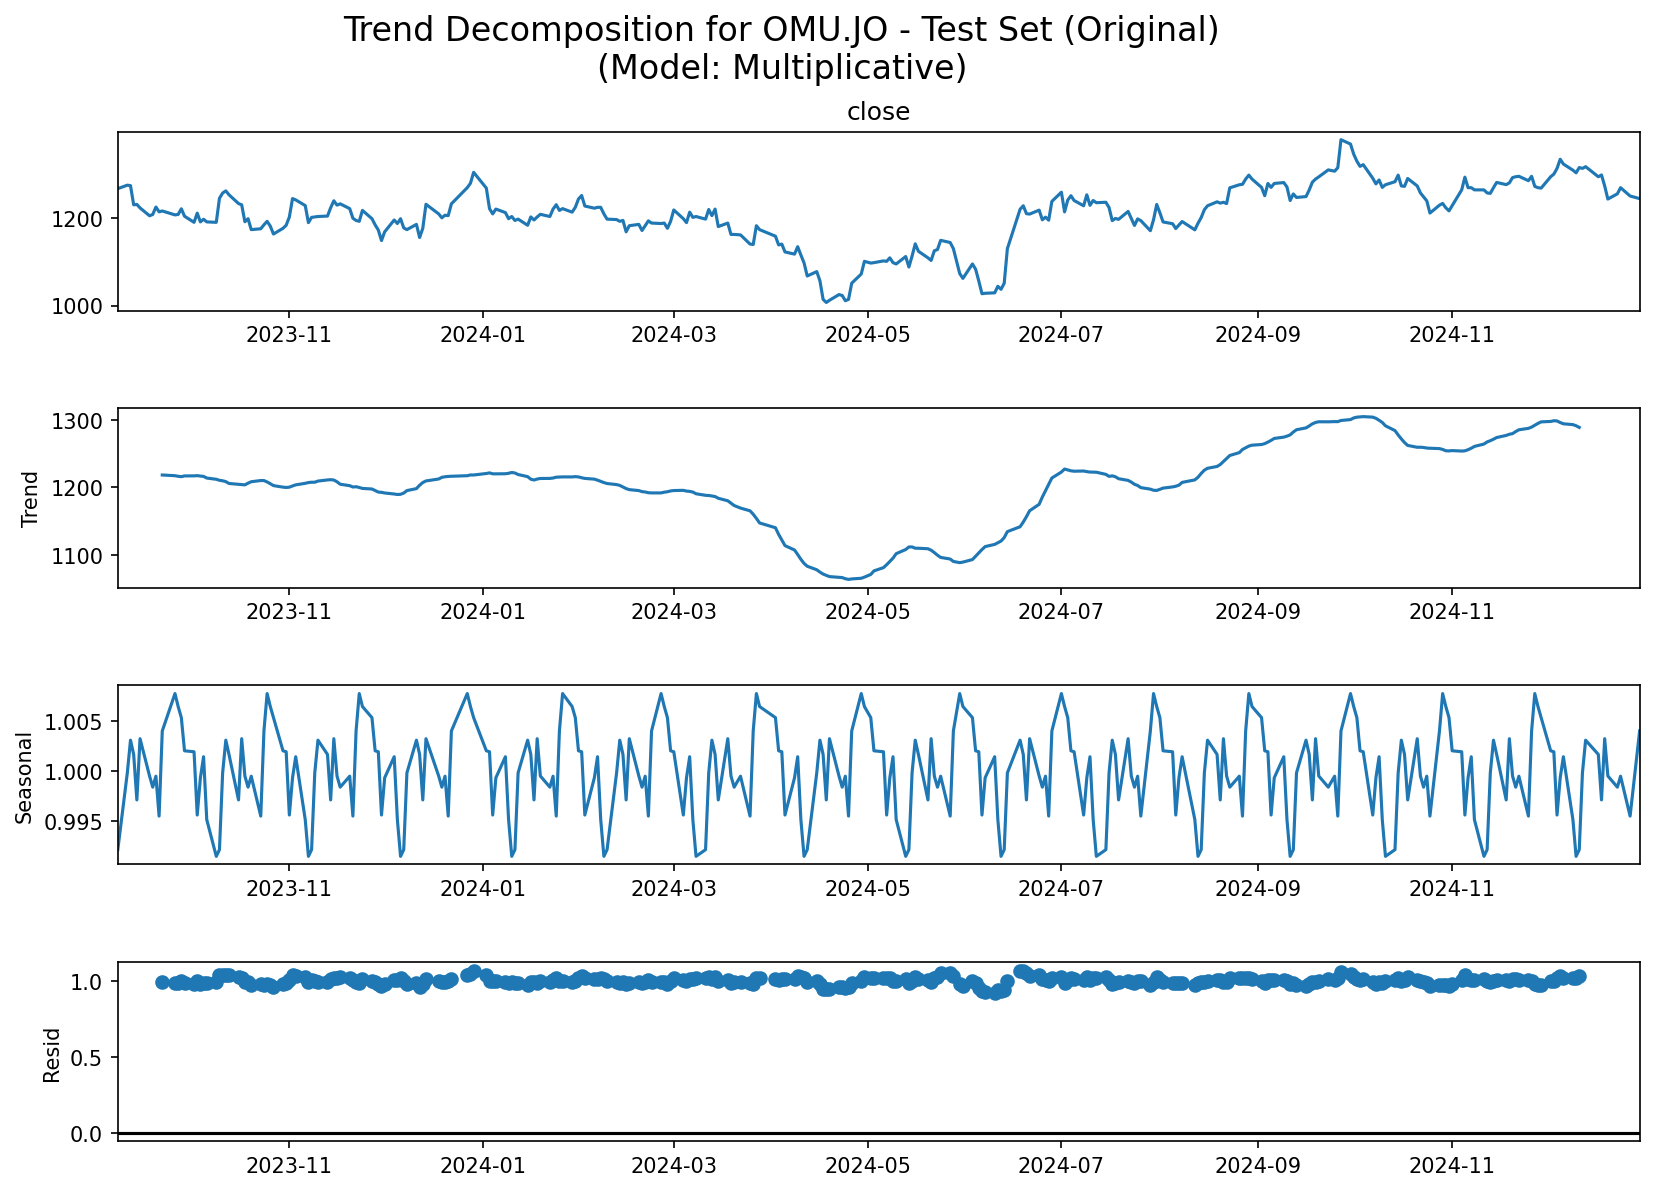 Trend Decomposition for OMU.JO - Test Set (Original)
(Model: Multiplicative)
close
1200
1000
2023-11 2024-01 2024-03 2024-05 2024-07 2024-09 2024-11
1300
1200
1100
Trend
2023-11 2024-01 2024-03 2024-05 2024-07 2024-09 2024-11
1.005
1.000
0.995
Seasonal
2023-11 2024-01 2024-03 2024-05 2024-07 2024-09 2024-11
1.0
0.5
0.0
Resid
2023-11 2024-01 2024-03 2024-05 2024-07 2024-09 2024-11